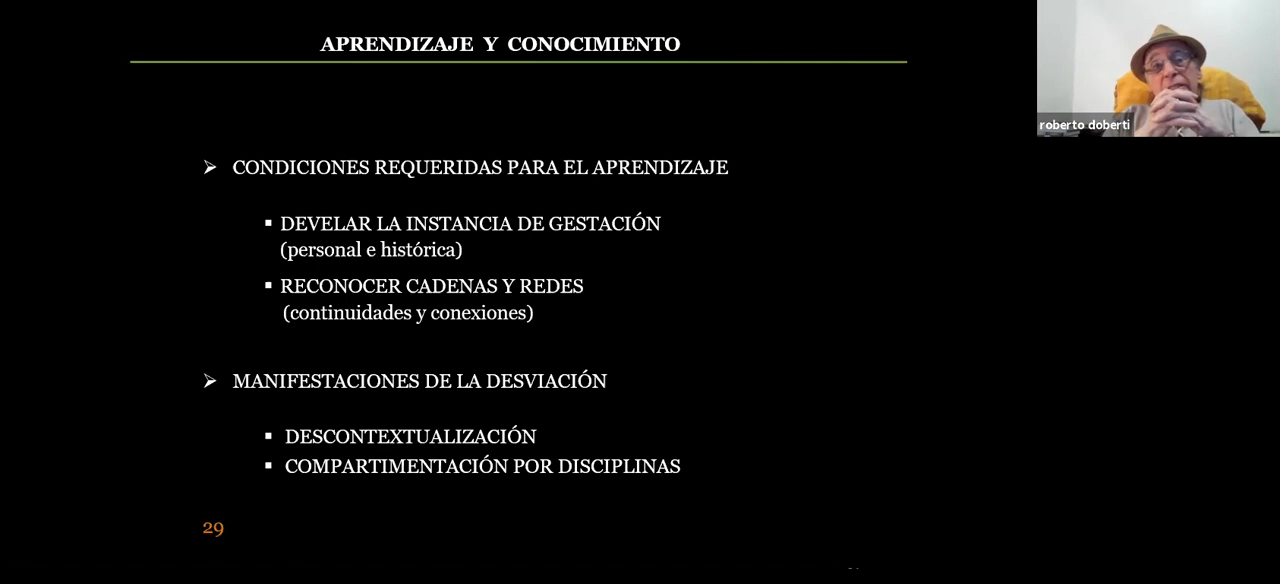 APRENDIZAJE Y CONOCIMIENTO
roberto doberti
CONDICIONES REQUERIDAS PARA EL APRENDIZAJE
DEVELAR LA INSTANCIA DE GESTACIÓN
(personal e histórica)
RECONOCER CADENAS Y REDES
(continuidades y conexiones)
MANIFESTACIONES DE LA DESVIACIÓN
DESCONTEXTUALIZACIÓN
COMPARTIMENTACIÓN POR DISCIPLINAS
29